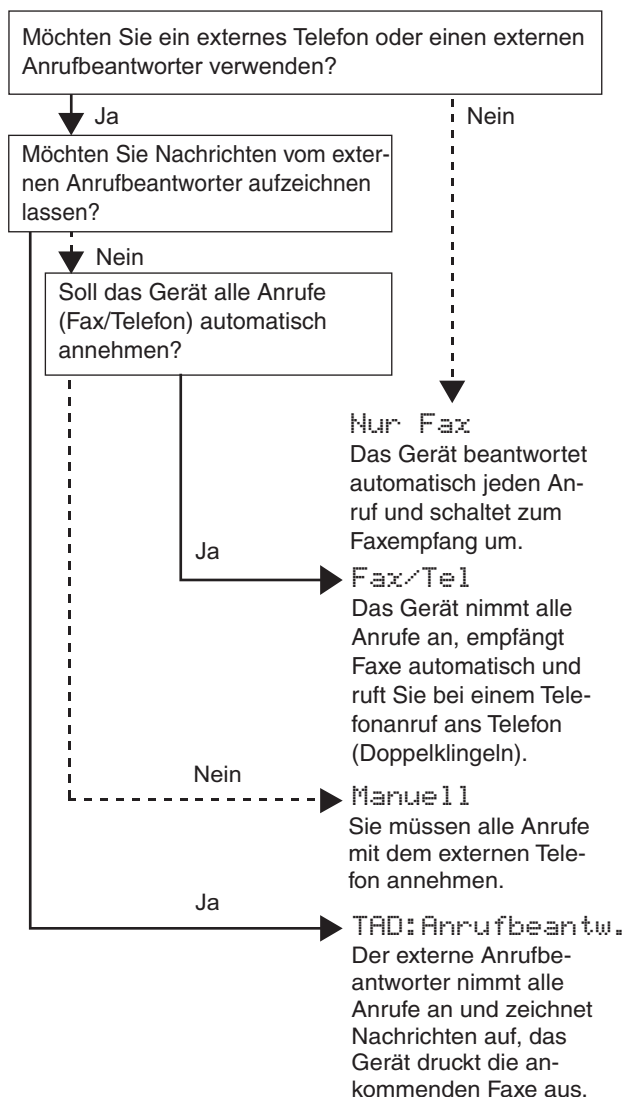 Möchten Sie ein externes Telefon oder einen externen
Anrufbeantworter verwenden?
Ja
Nein
Möchten Sie Nachrichten vom exter-
nen Anrufbeantworter aufzeichnen
lassen?
Nein
Soll das Gerät alle Anrufe
(Fax/Telefon) automatisch
annehmen?
Nur Fax
Das Gerät beantwortet
automatisch jeden An-
ruf und schaltet zum
Faxempfang um.
Ja
Fax/Tel
Das Gerät nimmt alle
Anrufe an, empfängt
Faxe automatisch und
ruft Sie bei einem Tele-
fonanruf ans Telefon
(Doppelklingeln).
Nein
Manuell
Sie müssen alle Anrufe
mit dem externen Tele-
fon annehmen.
Ja
TAD:Anrufbeantw.
Der externe Anrufbe-
antworter nimmt alle
Anrufe an und zeichnet
Nachrichten auf, das
Gerät druckt die an-
kommenden Faxe aus.